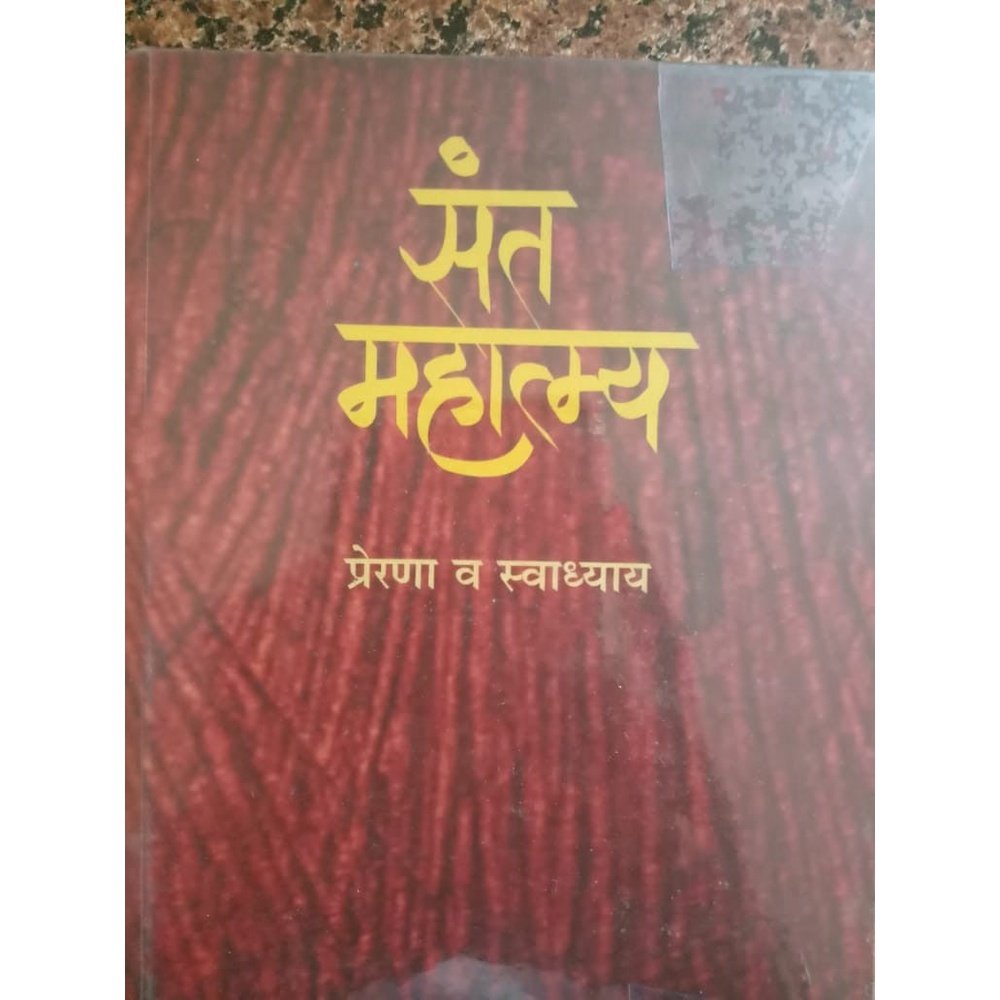 संत
महात्म्य
प्रेरणा व स्वाध्याय